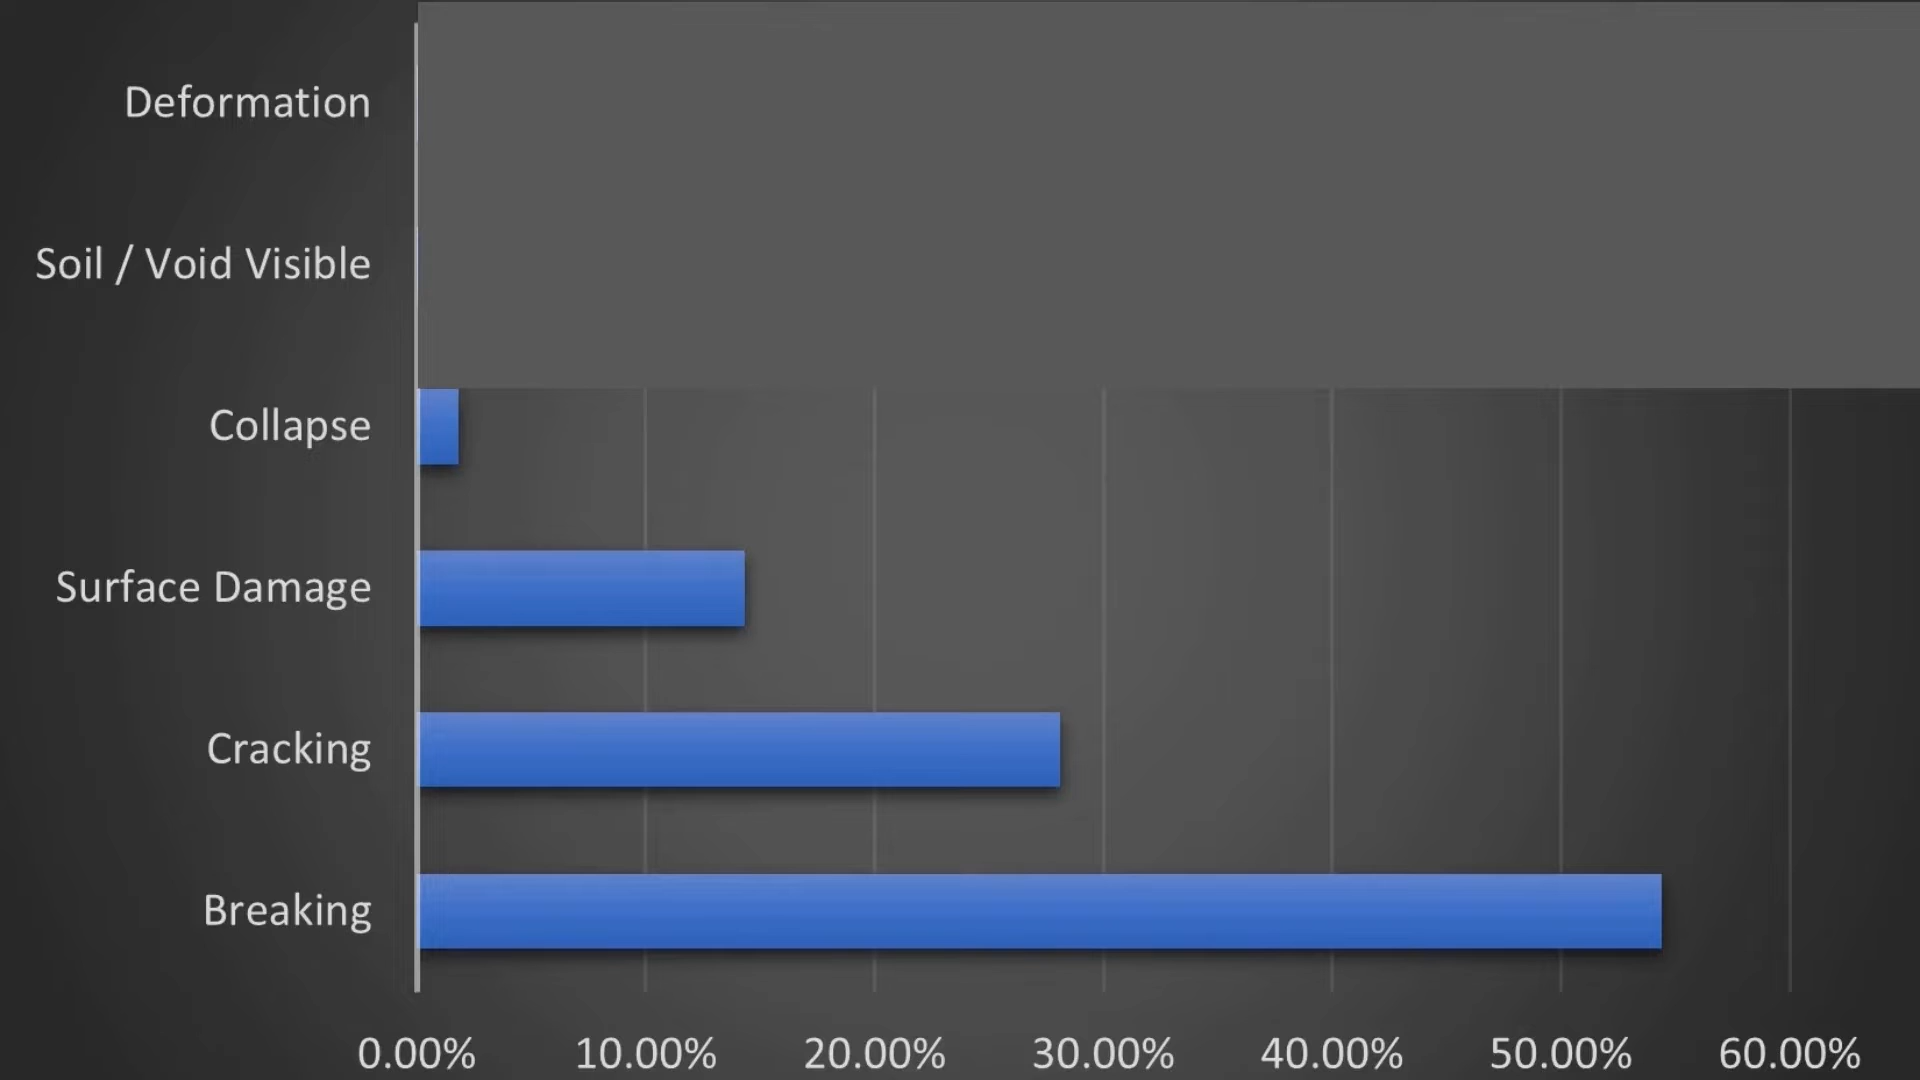 Deformation
Soil / Void Visible
Collapse
Surface Damage
Cracking
Breaking
0.00% 10.00% 20.00% 30.00% 40.00% 50.00% 60.00%